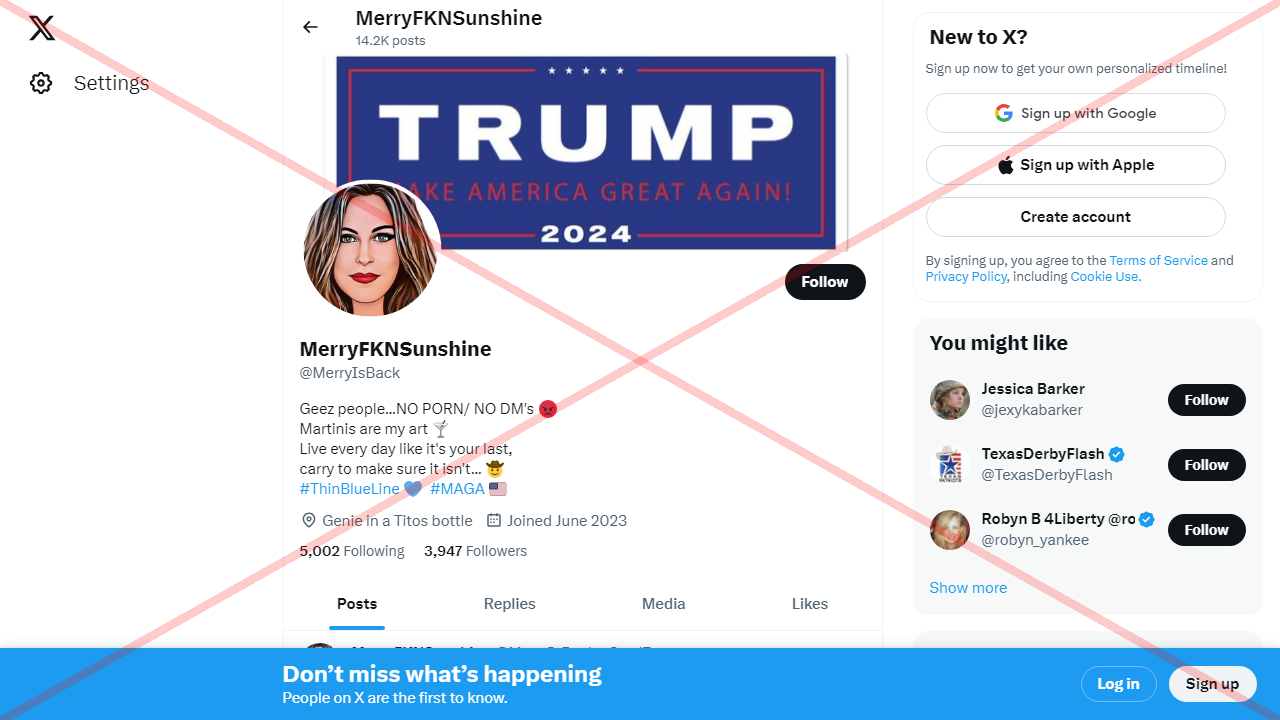 MerryFKNSunshine
14.2K posts
Settings
TRUMP
MAKE AMERICA GREAT AGAIN!
2024
Follow
MerryFKNSunshine
@MerryIsBack
Geez people...NO PORN/ NO DM's
Martinis are my art
Live every day like it's your last,
carry to make sure it isn't...
#ThinBlueLine #MAGA
Genie in a Titos bottle Joined June 2023
5,002 Following 3,947 Followers
Posts Replies Media Likes
New to X?
Sign up now to get your own personalized timeline!
Sign up with Google
Sign up with Apple
Create account
By signing up, you agree to the Terms of Service and
Privacy Policy, including Cookie Use.
You might like
Jessica Barker
@jexykabarker
Follow
TexasDerbyFlash
@TexasDerbyFlash
Follow
Robyn B 4Liberty @ro
@robyn_yankee
Follow
Show more
Don’t miss what’s happening
People on X are the first to know.
Log in
Sign up